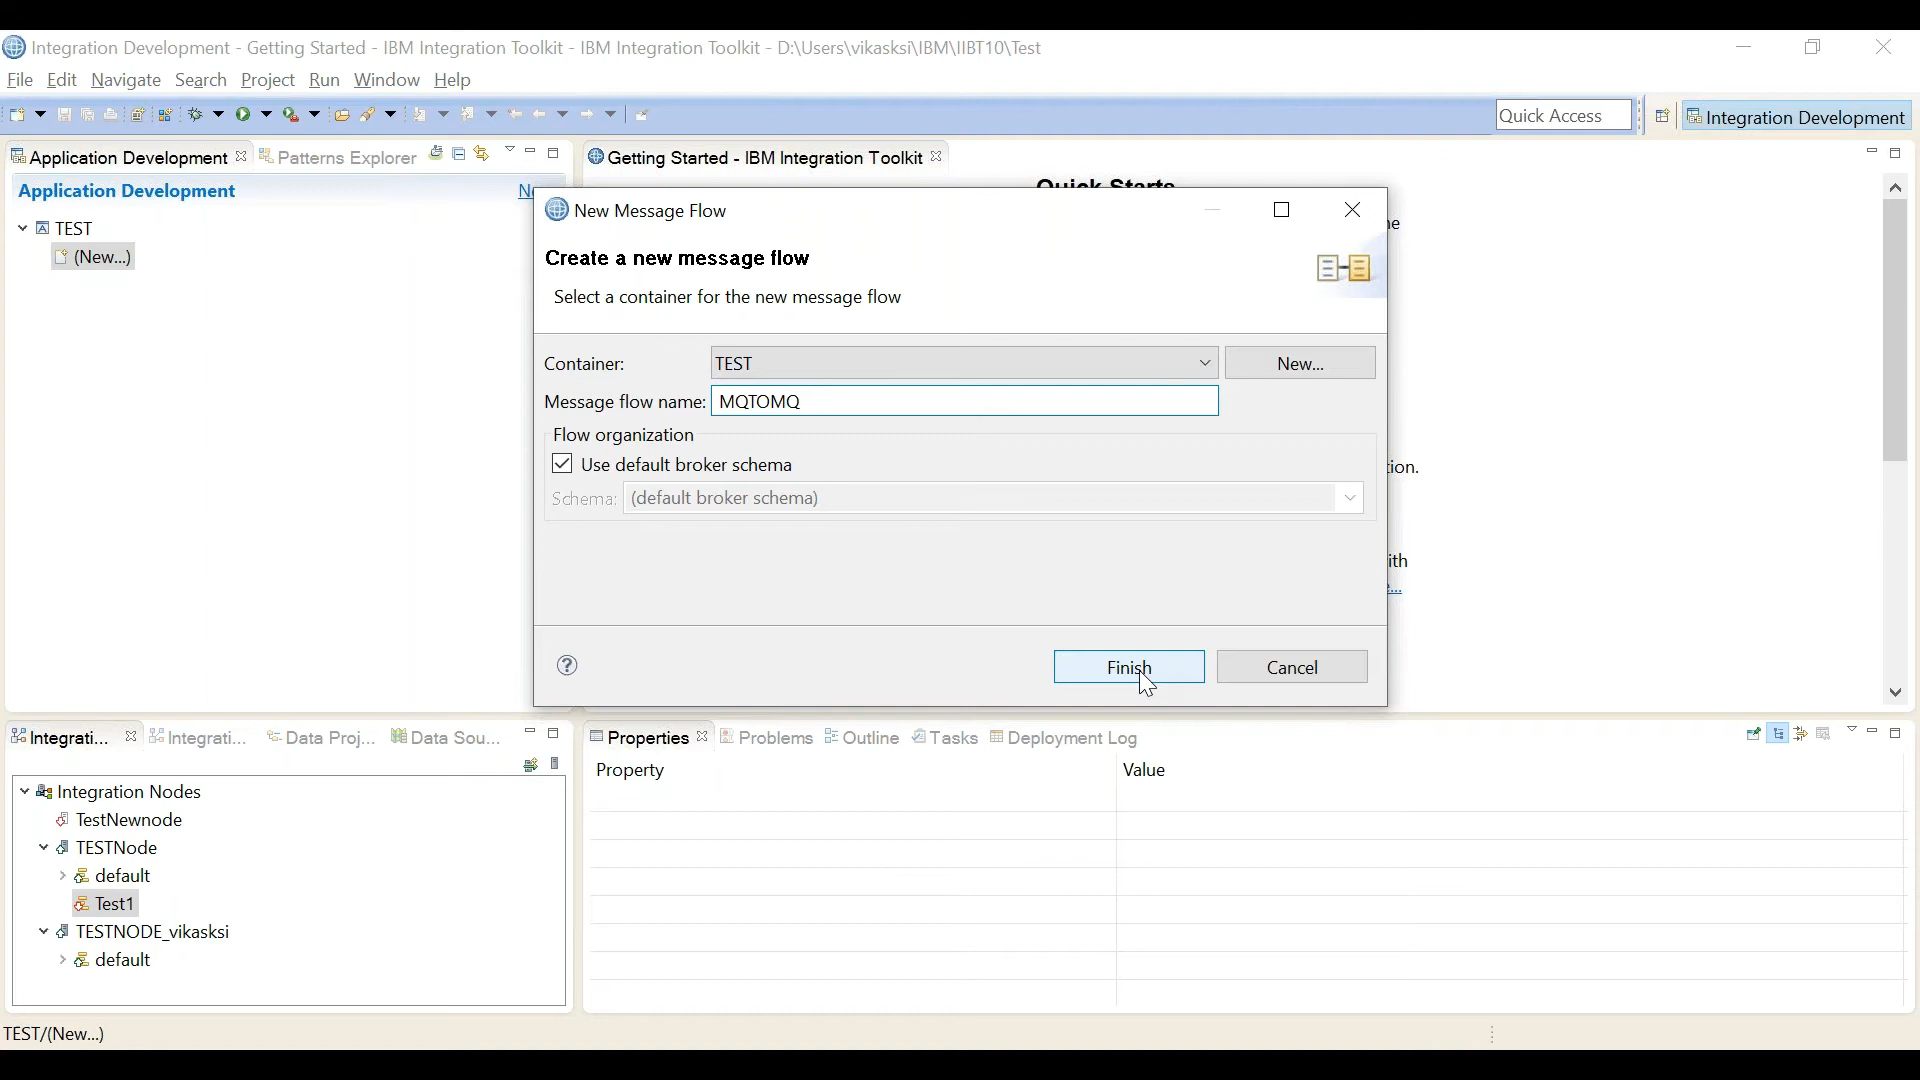 Integration Development - Getting Started - IBM Integration Toolkit - IBM Integration Toolkit - D:\Users\vikasksi\IBM\IIBT10\Test
File Edit Navigate Search Project Run Window Help
Quick Access
Integration Development
Application Development
Patterns Explorer
Getting Started - IBM Integration Toolkit
Application Development
TEST
(New...)
Quick Starts
New Message Flow
Create a new message flow
Select a container for the new message flow
Container: TEST New...
Message flow name: MQTOMQ
Flow organization
Use default broker schema
Schema: (default broker schema)
Finish Cancel
Integrati... Integrati... Data Proj... Data Sou...
Integration Nodes
TestNewnode
TESTNode
default
Test1
TESTNODE_vikasksi
default
Properties Problems Outline Tasks Deployment Log
Property Value
TEST/(New...)